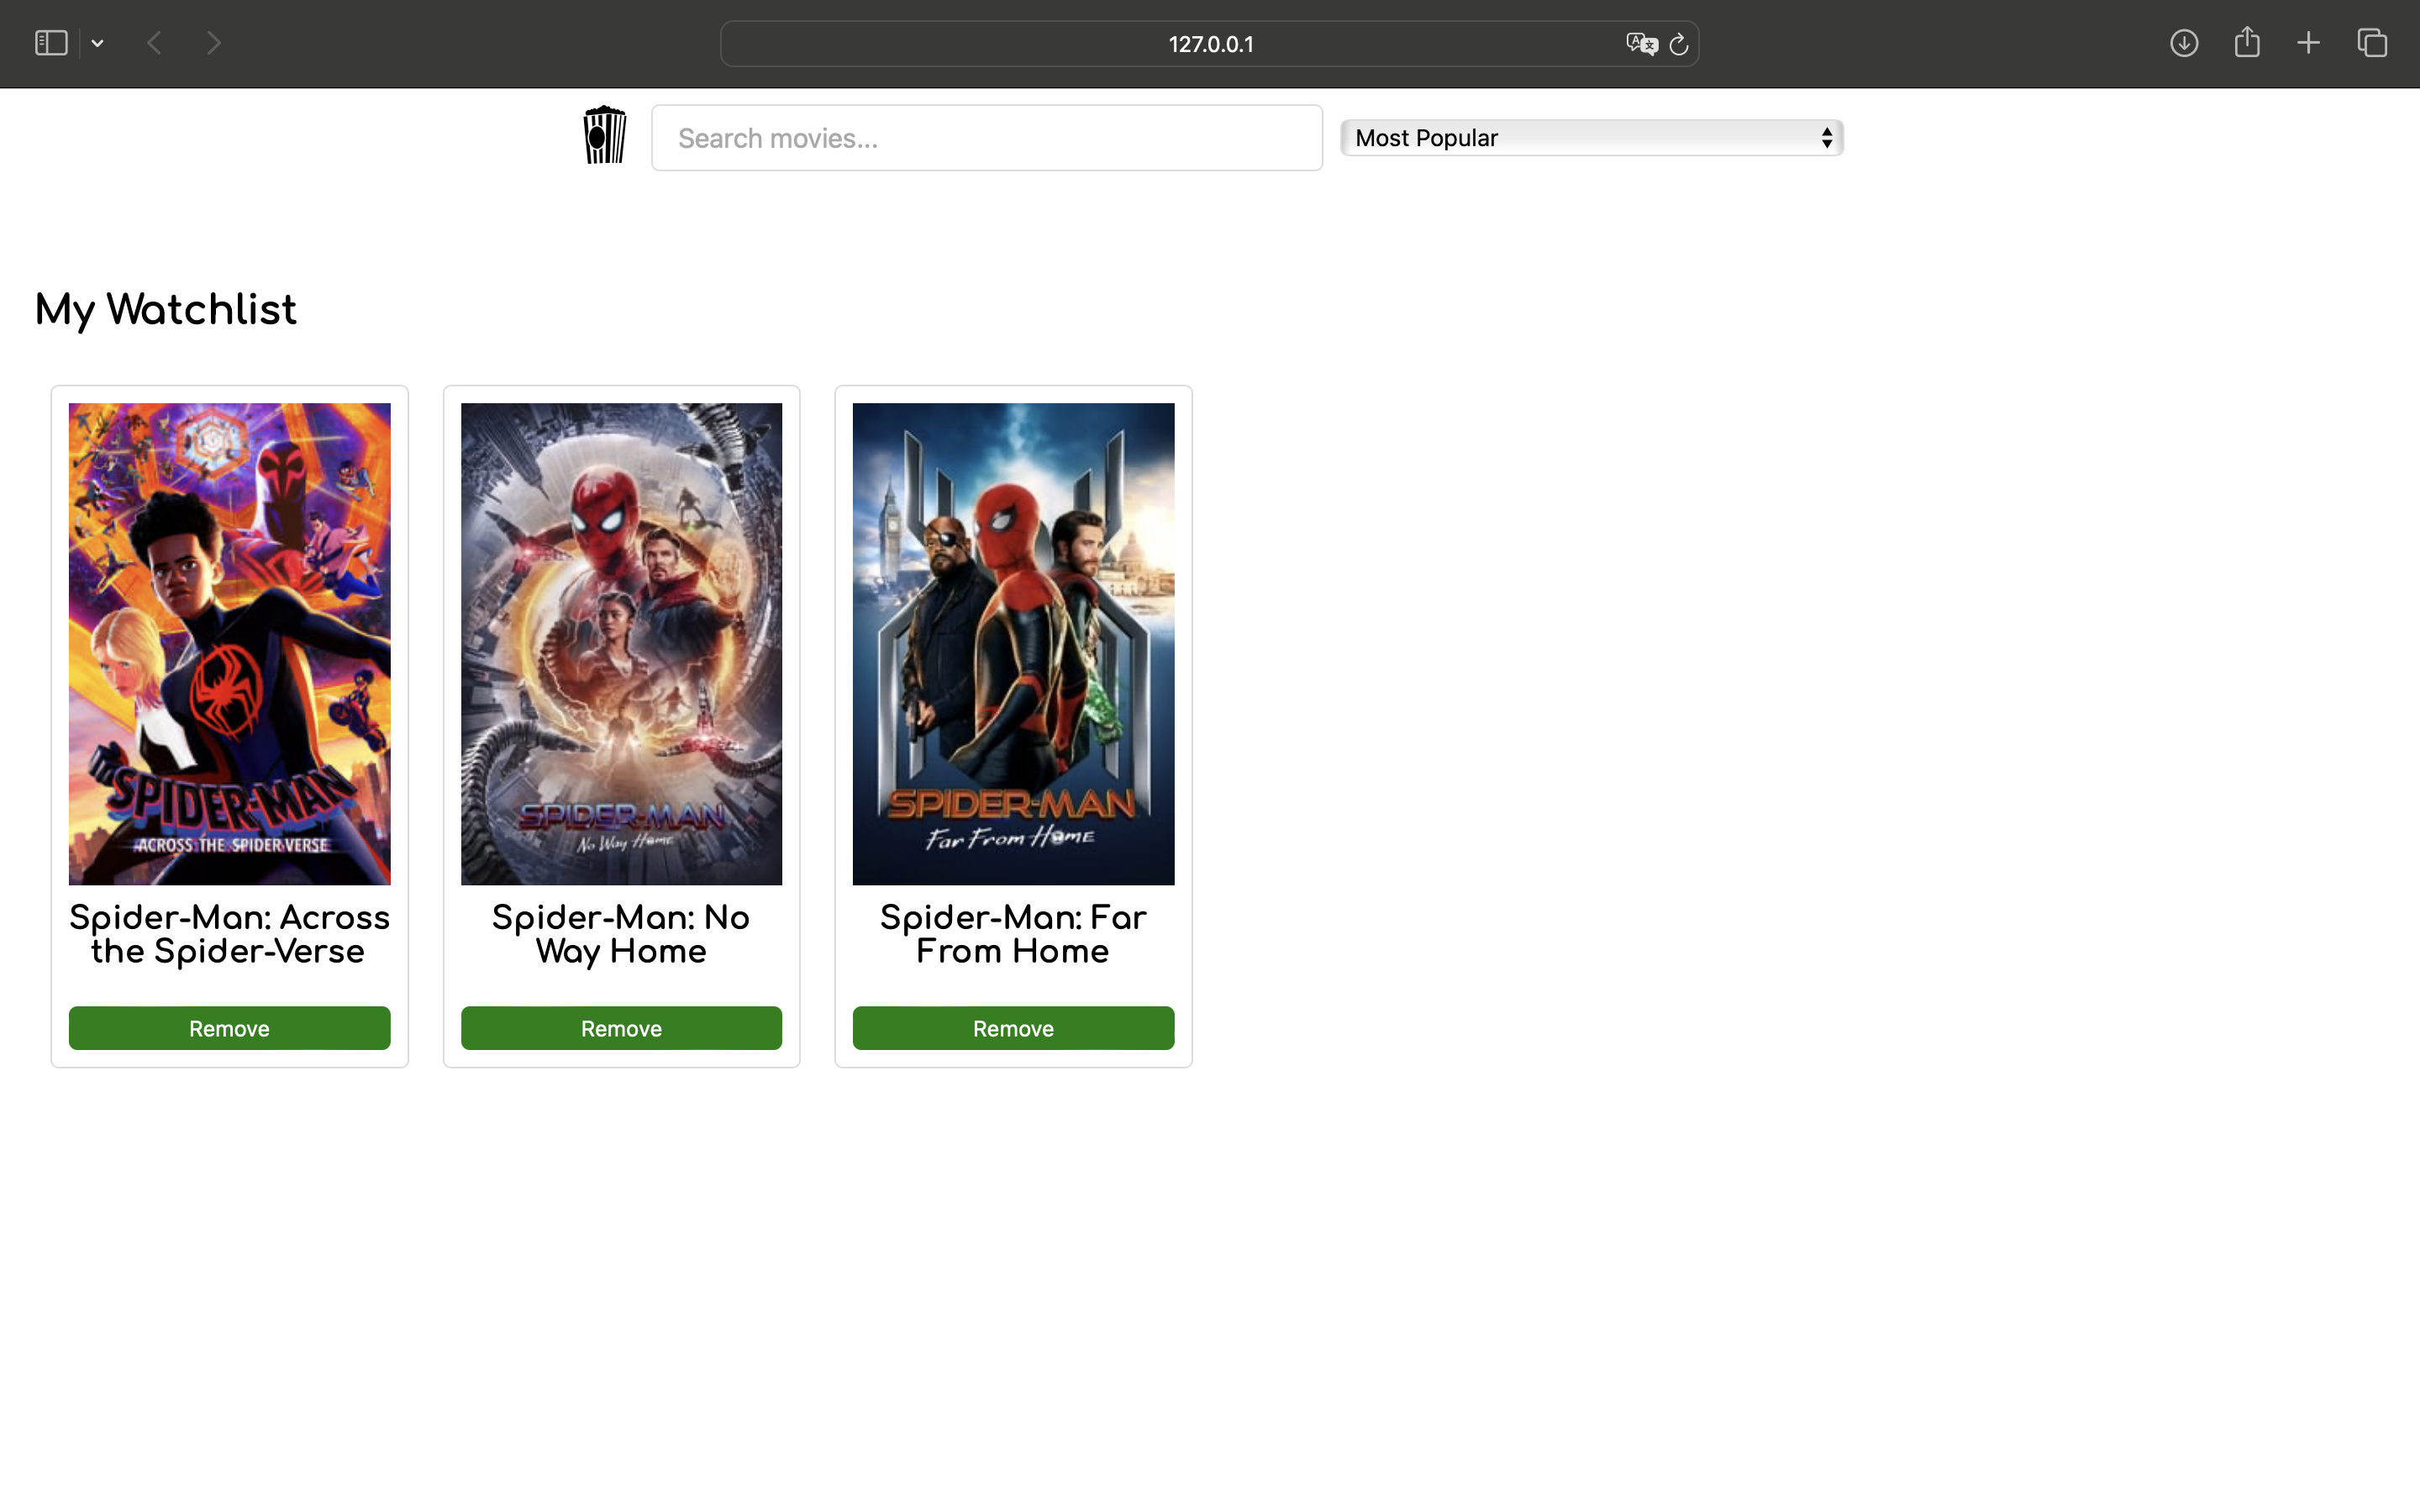 127.0.0.1
Search movies...
Most Popular
My Watchlist
SPIDER-MAN
ACROSS THE SPIDER-VERSE
SPIDER-MAN
No Way Home
SPIDER-MAN
Far From Home
Spider-Man: Across
the Spider-Verse
Spider-Man: No
Way Home
Spider-Man: Far
From Home
Remove
Remove
Remove